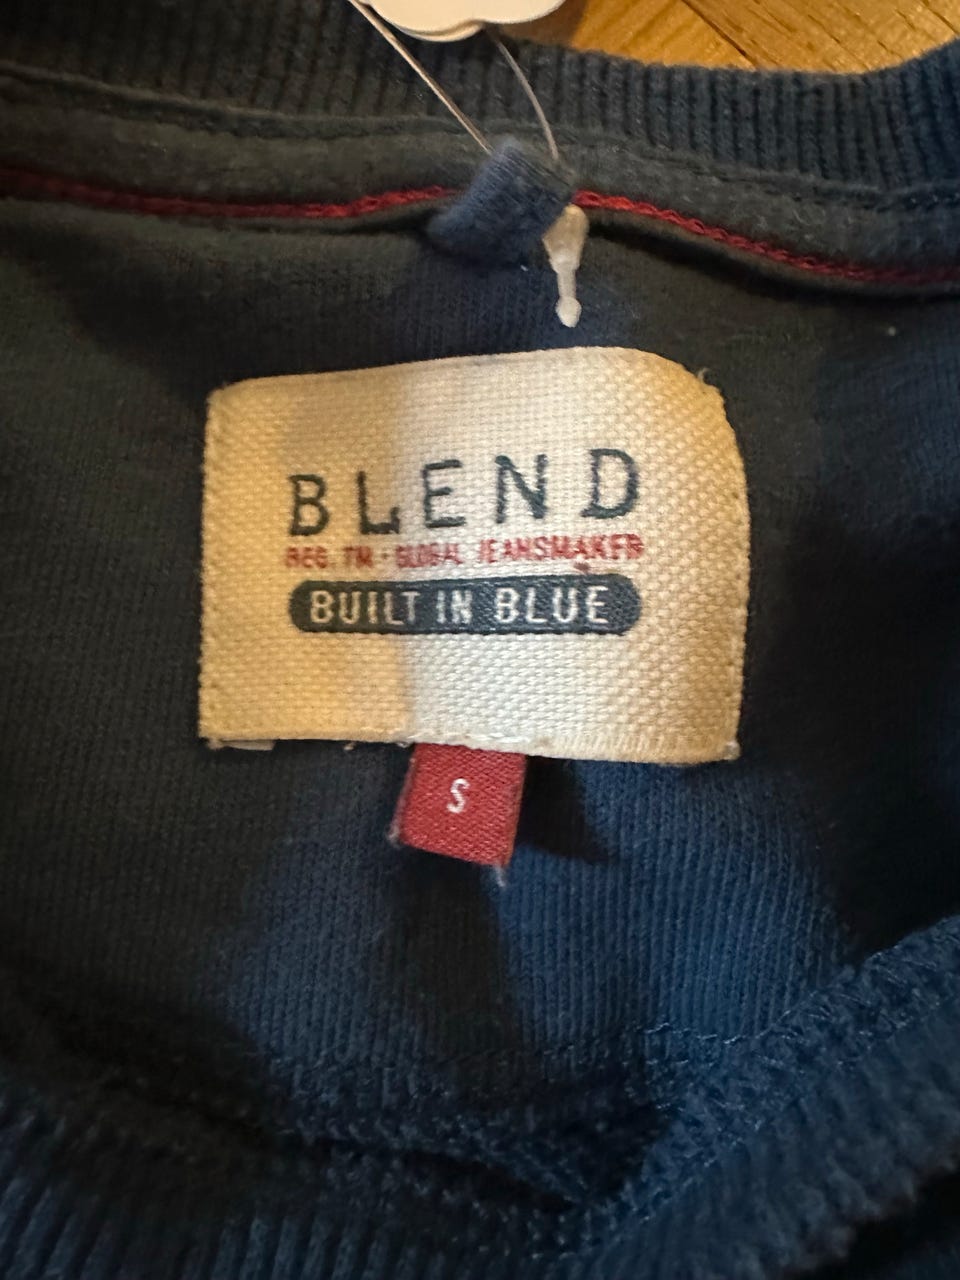 BLEND
REG. TM • GLOBAL JEANSMAKER
BUILT IN BLUE
S